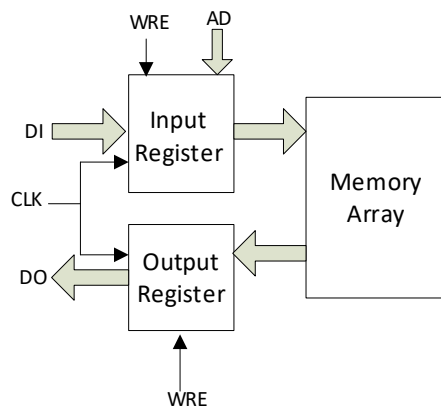 WRE
AD
DI
Input
Register
CLK
Memory
Array
DO
Output
Register
WRE